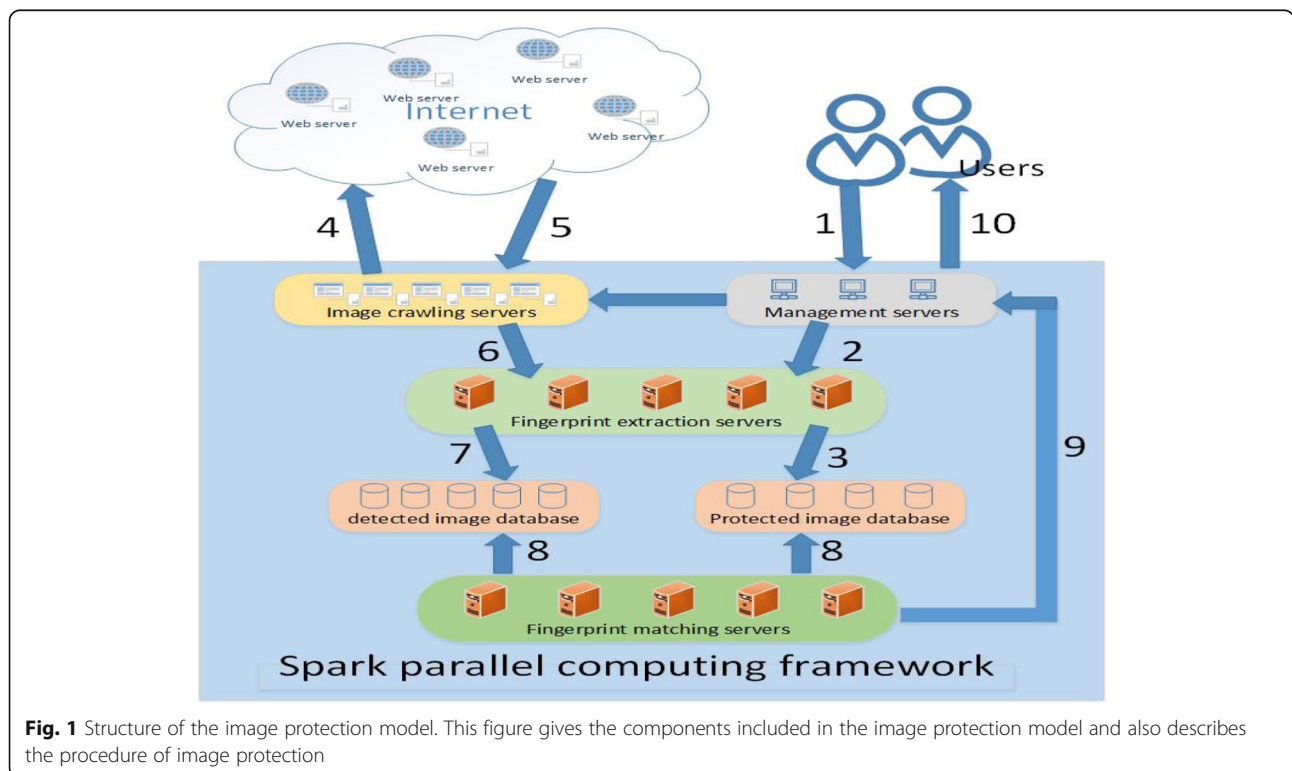 Web server
Web server
Web server
Internet
Web server
Web server
Users
4
5
1
10
Image crawling servers
Management servers
6
2
Fingerprint extraction servers
7
3
9
detected image database
Protected image database
8
8
Fingerprint matching servers
Spark parallel computing framework
Fig. 1 Structure of the image protection model. This figure gives the components included in the image protection model and also describes
the procedure of image protection